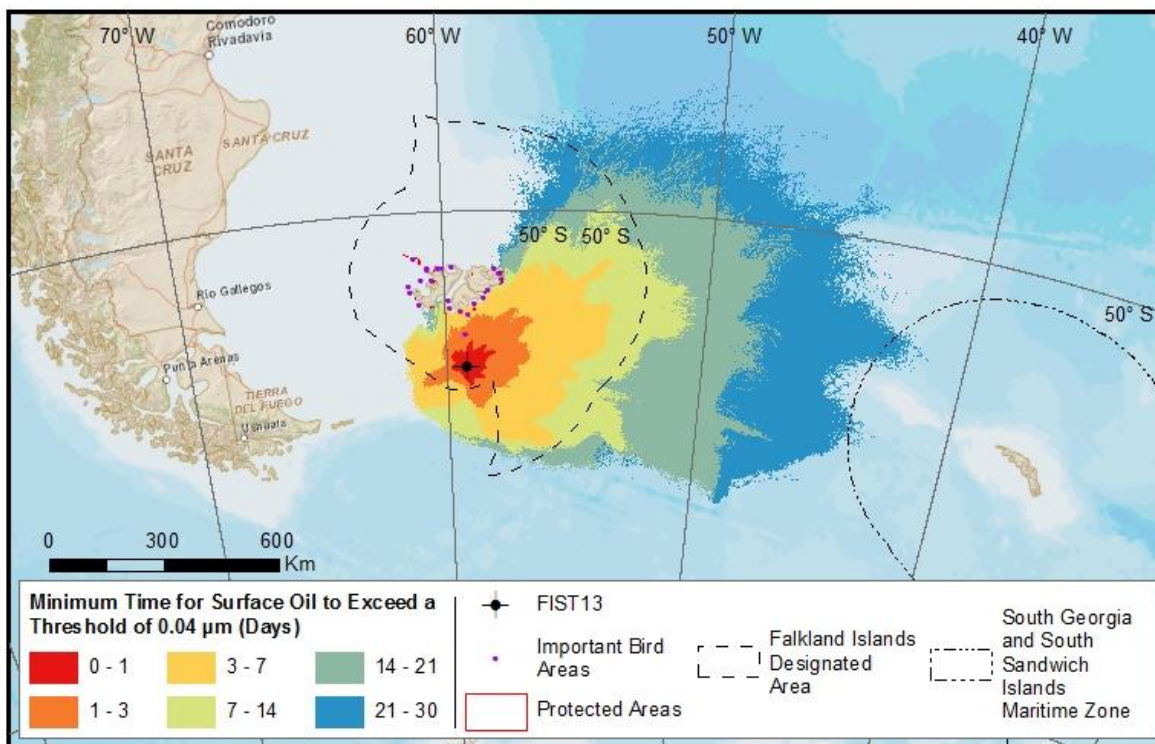 70° W
60° W
50° W
40° W
Comodoro
Rivadavia
SANTA CRUZ
SANTA
CRUZ
50° S
50° S
50° S
Río Gallegos
Punta Arenas
TIERRA
DEL FUEGO
Ushuaia
0
300
600
Km
Minimum Time for Surface Oil to Exceed a
Threshold of 0.04 µm (Days)
0 - 1
3 - 7
14 - 21
1 - 3
7 - 14
21 - 30
FIST13
Important Bird
Areas
Protected Areas
Falkland Islands
Designated
Area
South Georgia
and South
Sandwich
Islands
Maritime Zone